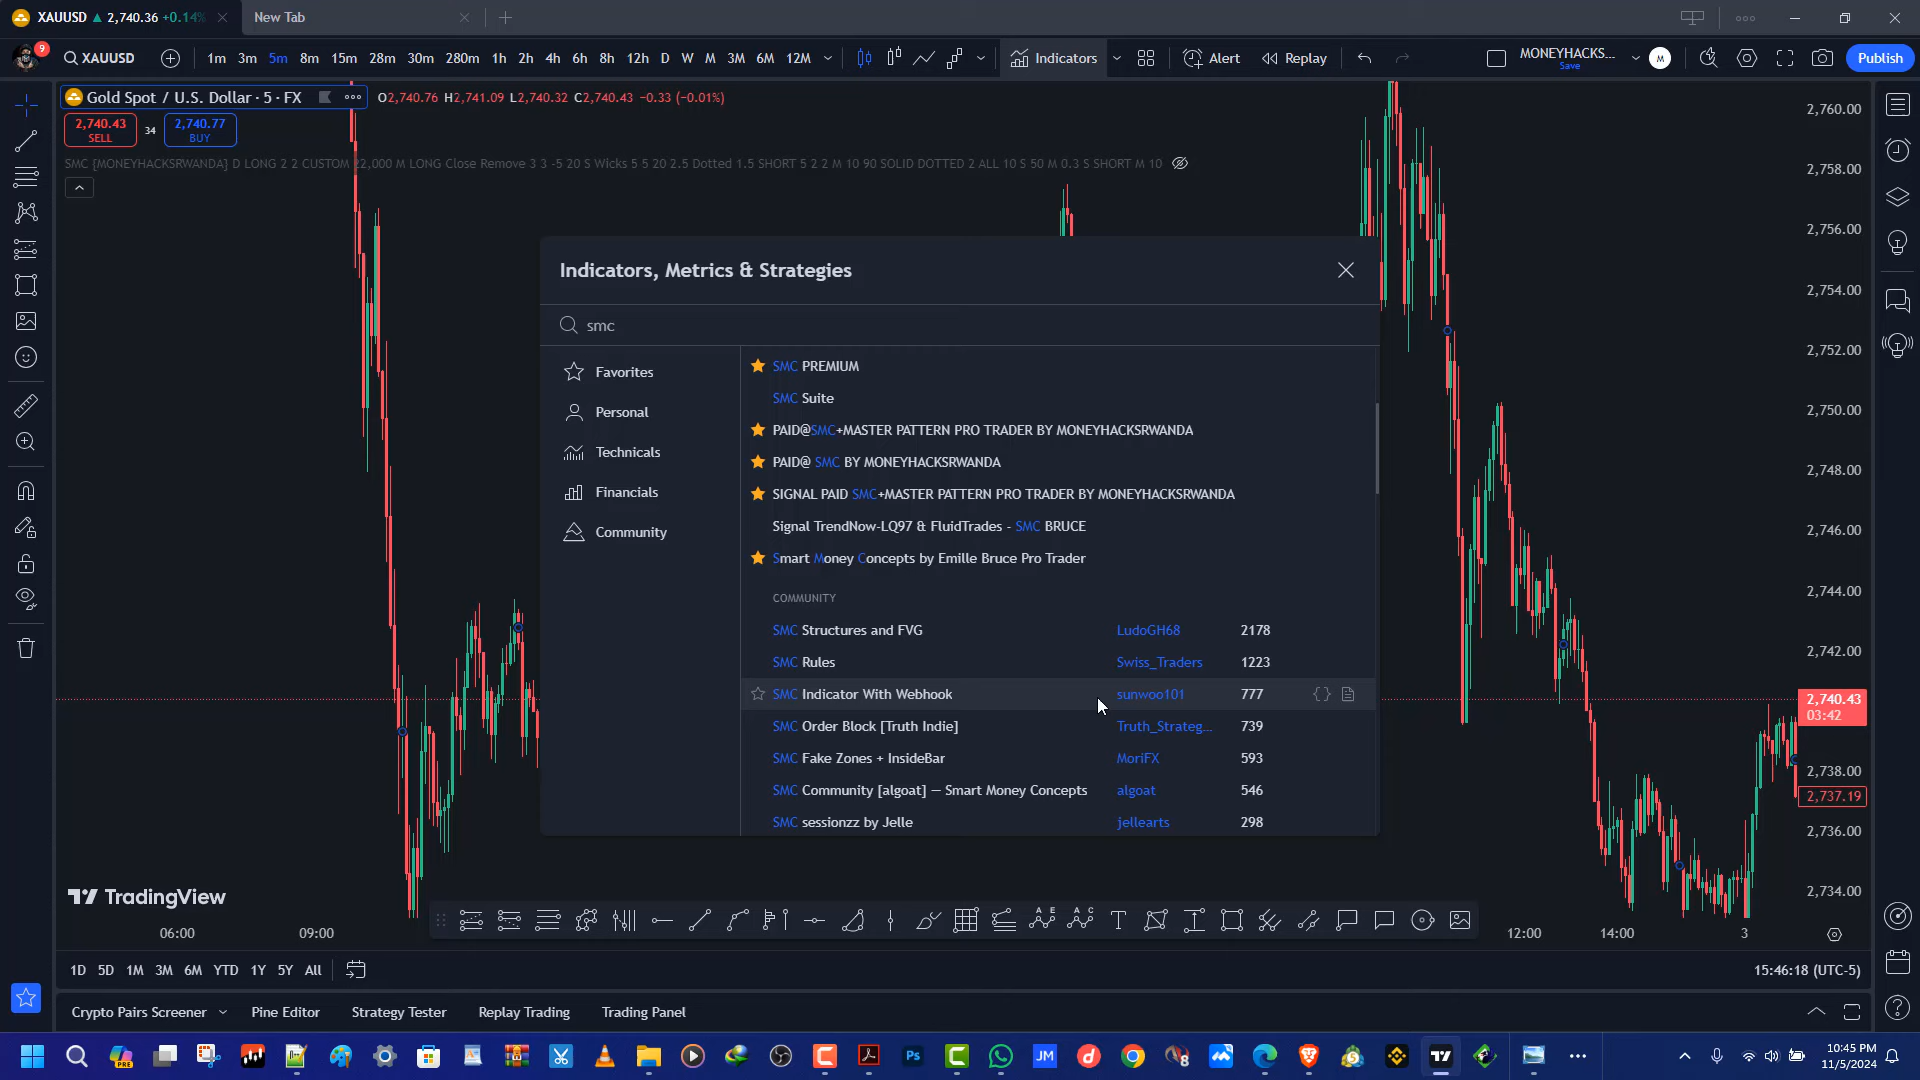 XAUUSD ▲ 2,740.36 +0.14%
New Tab
9
XAUUSD
1m 3m 5m 8m 15m 28m 30m 280m 1h 2h 4h 6h 8h 12h D W M 3M 6M 12M
Indicators
Alert
Replay
MONEYHACKS...
Save
M
Publish
Gold Spot / U.S. Dollar · 5 · FX
O2,740.76 H2,741.09 L2,740.32 C2,740.43 −0.33 (−0.01%)
2,740.43
SELL
34
2,740.77
BUY
SMC [MONEYHACKSRWANDA] D LONG 2 2 CUSTOM 22,000 M LONG Close Remove 3 3 -5 20 S Wicks 5 5 20 2.5 Dotted 1.5 SHORT 5 2 2 M 10 90 SOLID DOTTED 2 ALL 10 S 50 M 0.3 S SHORT M 10
Indicators, Metrics & Strategies
smc
Favorites
Personal
Technicals
Financials
Community
SMC PREMIUM
SMC Suite
PAID@SMC+MASTER PATTERN PRO TRADER BY MONEYHACKSRWANDA
PAID@ SMC BY MONEYHACKSRWANDA
SIGNAL PAID SMC+MASTER PATTERN PRO TRADER BY MONEYHACKSRWANDA
Signal TrendNow-LQ97 & FluidTrades - SMC BRUCE
Smart Money Concepts by Emille Bruce Pro Trader
COMMUNITY
SMC Structures and FVG LudoGH68 2178
SMC Rules Swiss_Traders 1223
SMC Indicator With Webhook sunwoo101 777
SMC Order Block [Truth Indie] Truth_Strateg... 739
SMC Fake Zones + InsideBar MoriFX 593
SMC Community [algoat] — Smart Money Concepts algoat 546
SMC sessionzz by Jelle jellearts 298
2,760.00
2,758.00
2,756.00
2,754.00
2,752.00
2,750.00
2,748.00
2,746.00
2,744.00
2,742.00
2,740.43
03:42
2,738.00
2,737.19
2,736.00
2,734.00
TradingView
06:00
09:00
12:00
14:00
3
1D 5D 1M 3M 6M YTD 1Y 5Y All
15:46:18 (UTC-5)
Crypto Pairs Screener
Pine Editor
Strategy Tester
Replay Trading
Trading Panel
PRE
Ps
JM
8
10:45 PM
11/5/2024